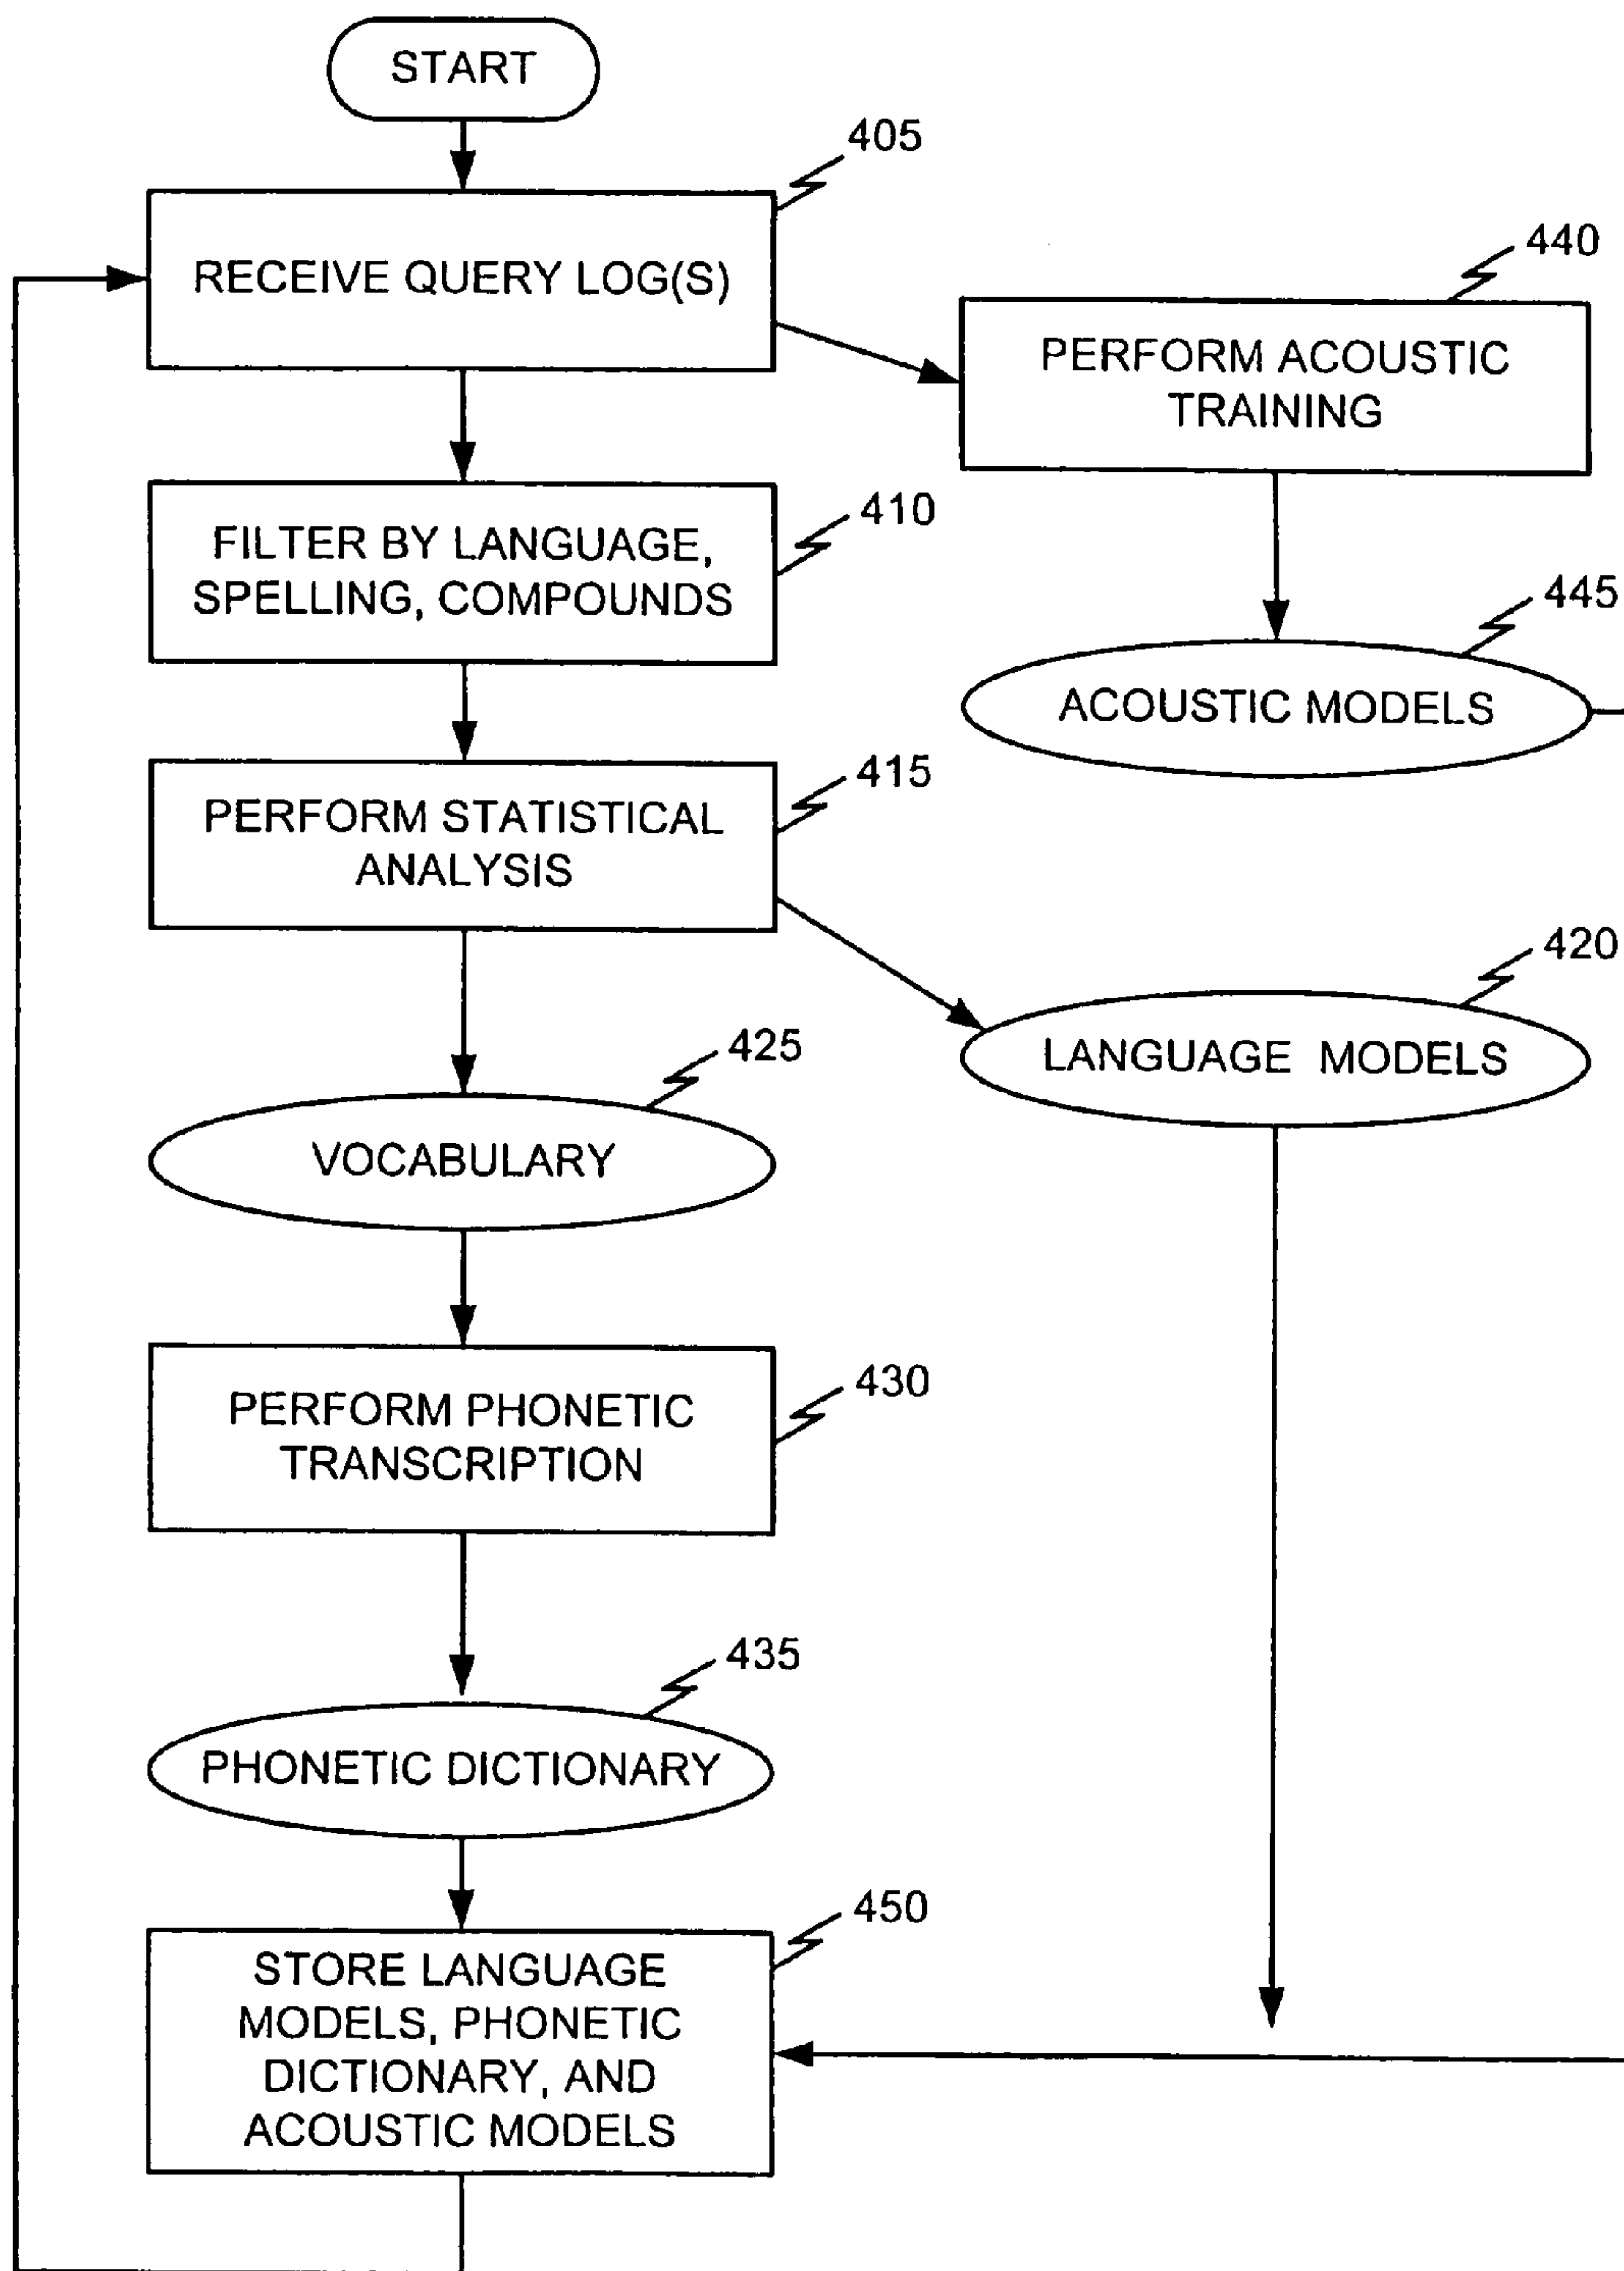 START
405
RECEIVE QUERY LOG(S)
440
PERFORM ACOUSTIC
TRAINING
410
FILTER BY LANGUAGE,
SPELLING, COMPOUNDS
445
ACOUSTIC MODELS
415
PERFORM STATISTICAL
ANALYSIS
420
LANGUAGE MODELS
425
VOCABULARY
430
PERFORM PHONETIC
TRANSCRIPTION
435
PHONETIC DICTIONARY
450
STORE LANGUAGE
MODELS, PHONETIC
DICTIONARY, AND
ACOUSTIC MODELS